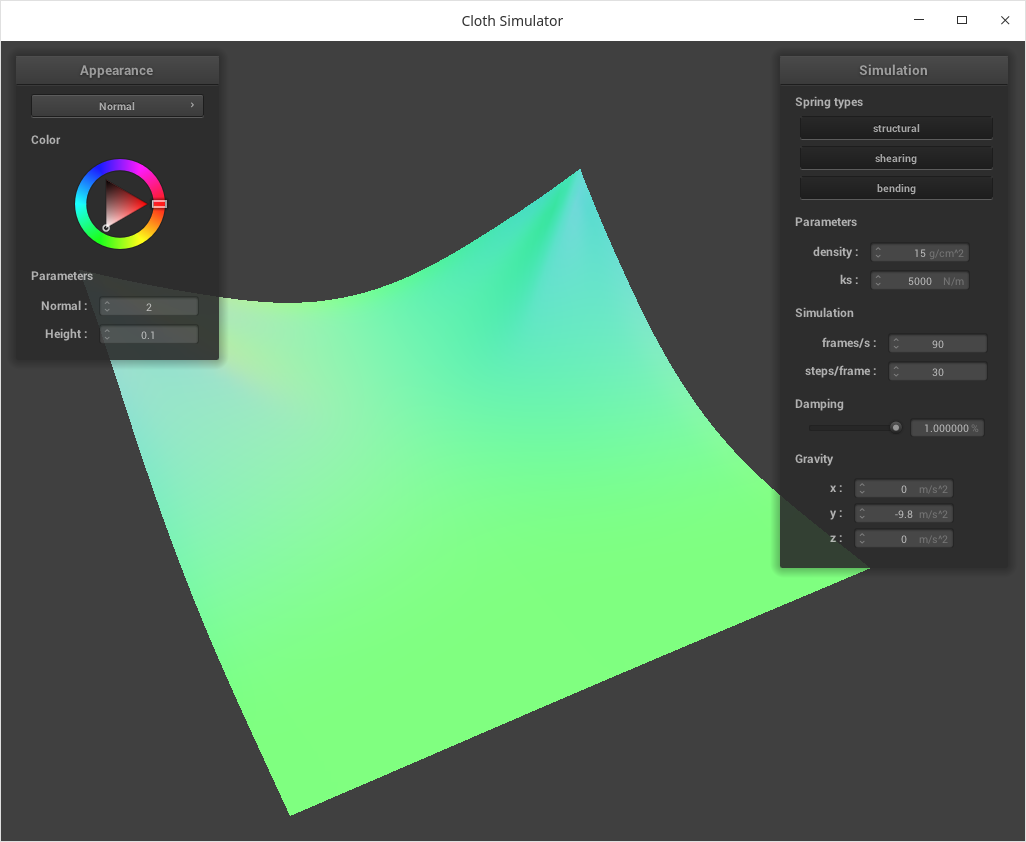 Cloth Simulator
Appearance
Normal
Color
Parameters
Normal : 2
Height : 0.1
Simulation
Spring types
structural
shearing
bending
Parameters
density : 15 g/cm^2
ks : 5000 N/m
Simulation
frames/s : 90
steps/frame : 30
Damping
1.000000 %
Gravity
x : 0 m/s^2
y : -9.8 m/s^2
z : 0 m/s^2